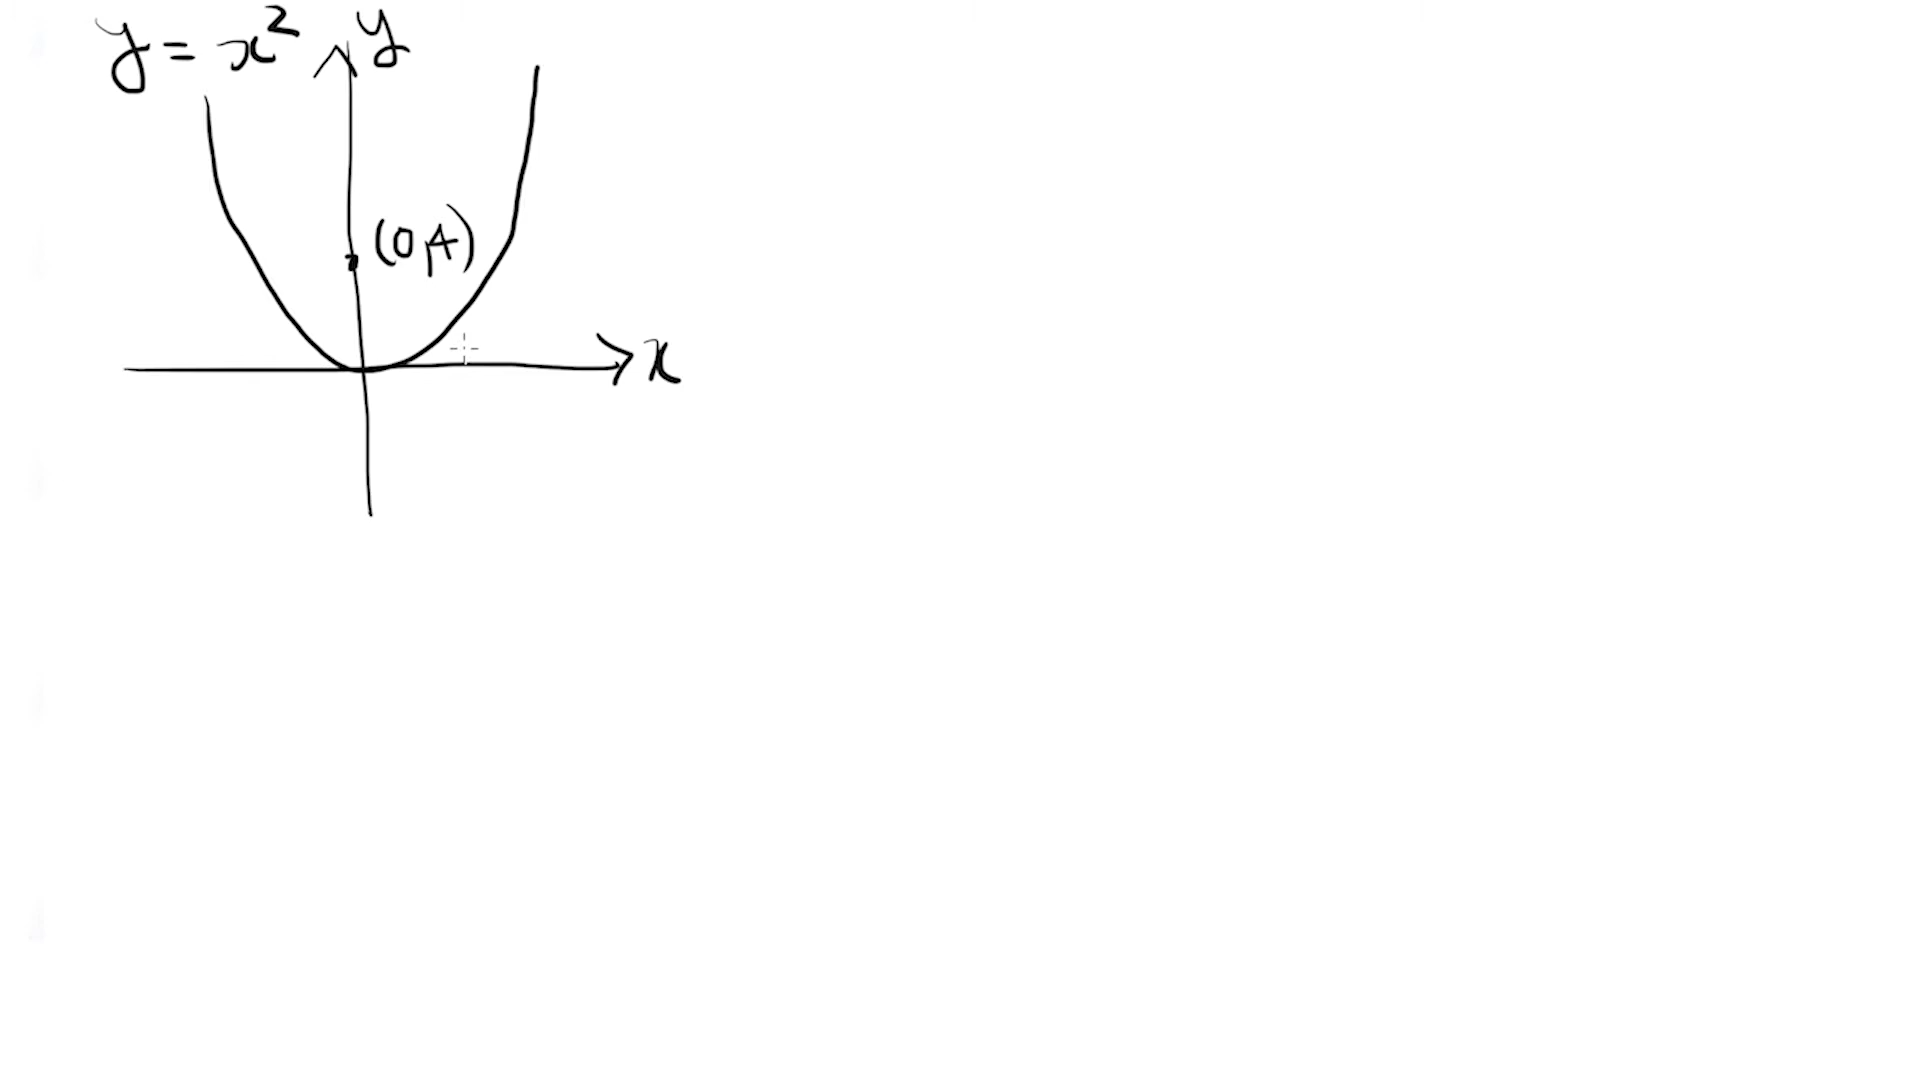 y = x²
y
(0,4)
x